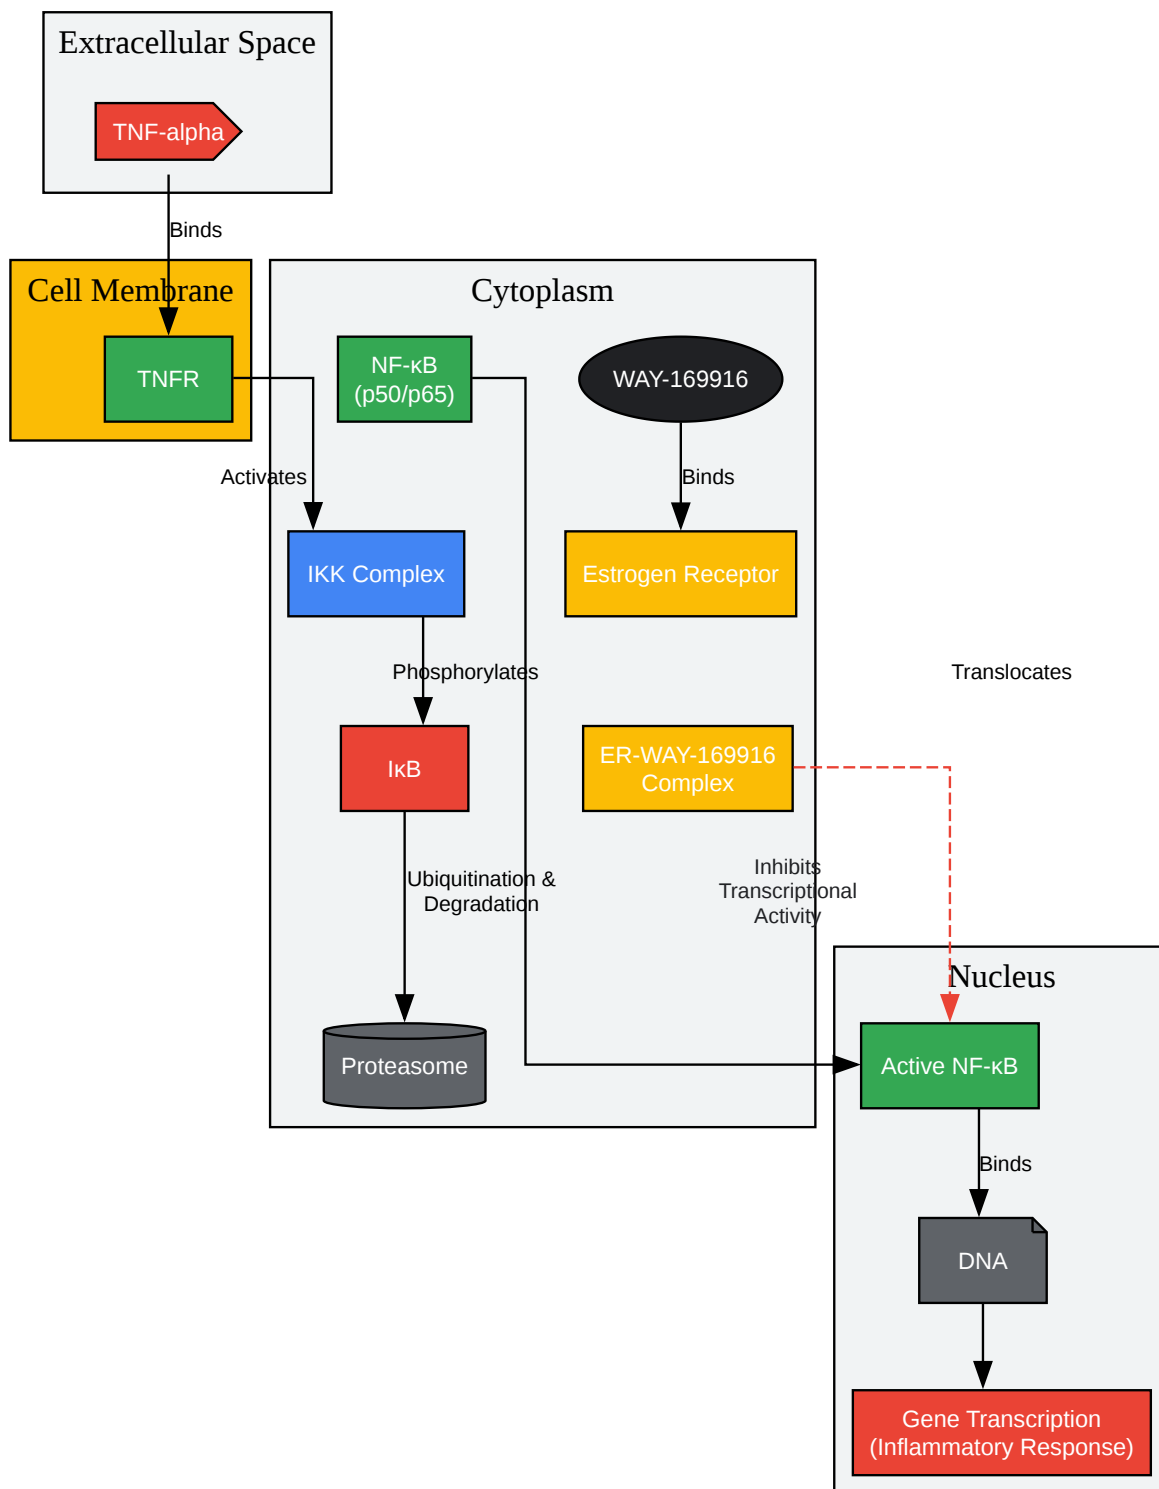 Extracellular Space
TNF-alpha
Binds
Cell Membrane
TNFR
Cytoplasm
NF-κB
(p50/p65)
WAY-169916
Activates
Binds
IKK Complex
Estrogen Receptor
Phosphorylates
Translocates
IκB
ER-WAY-169916
Complex
Ubiquitination &
Degradation
Inhibits
Transcriptional
Activity
Nucleus
Proteasome
Active NF-κB
Binds
DNA
Gene Transcription
(Inflammatory Response)